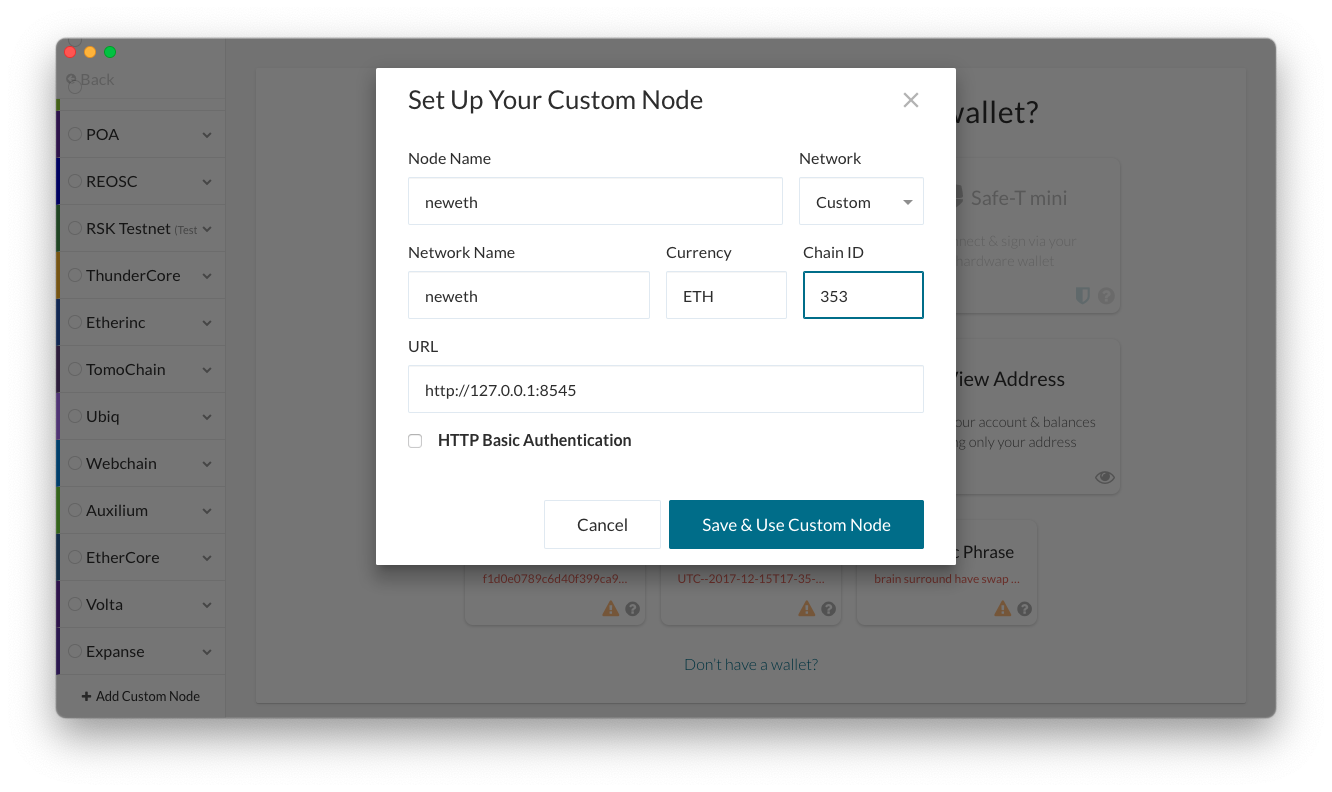 Back
POA
REOSC
RSK Testnet (Test
ThunderCore
Etherinc
TomoChain
Ubiq
Webchain
Auxilium
EtherCore
Volta
Expanse
+ Add Custom Node
Set Up Your Custom Node
Node Name
Network
neweth
Custom
Network Name
Currency
Chain ID
neweth
ETH
353
URL
http://127.0.0.1:8545
HTTP Basic Authentication
Cancel
Save & Use Custom Node
wallet?
Safe-T mini
nect & sign via your
hardware wallet
View Address
our account & balances
g only your address
c Phrase
f1d0e0789c6d40f399ca9...
UTC--2017-12-15T17-35-...
brain surround have swap ...
Don't have a wallet?